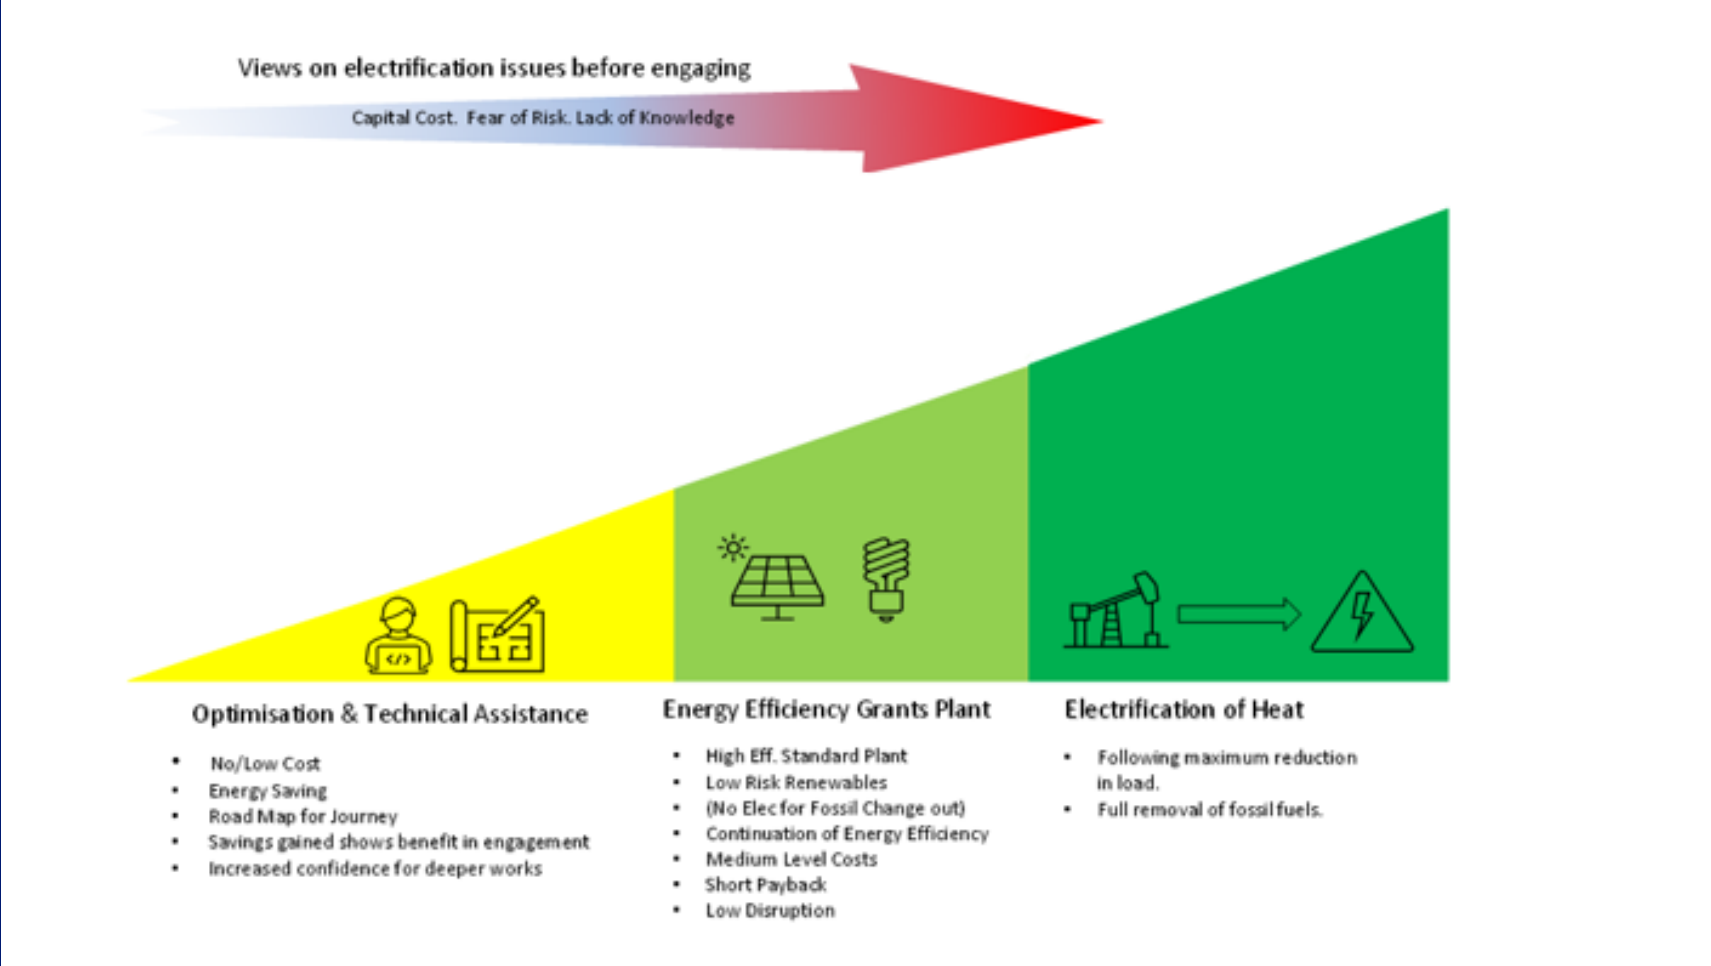 Views on electrification issues before engaging
Capital Cost. Fear of Risk. Lack of Knowledge
</>
Optimisation & Technical Assistance
• No/Low Cost
• Energy Saving
• Road Map for Journey
• Savings gained shows benefit in engagement
• Increased confidence for deeper works
Energy Efficiency Grants Plant
• High Eff. Standard Plant
• Low Risk Renewables
• (No Elec for Fossil Change out)
• Continuation of Energy Efficiency
• Medium Level Costs
• Short Payback
• Low Disruption
Electrification of Heat
• Following maximum reduction
in load.
• Full removal of fossil fuels.